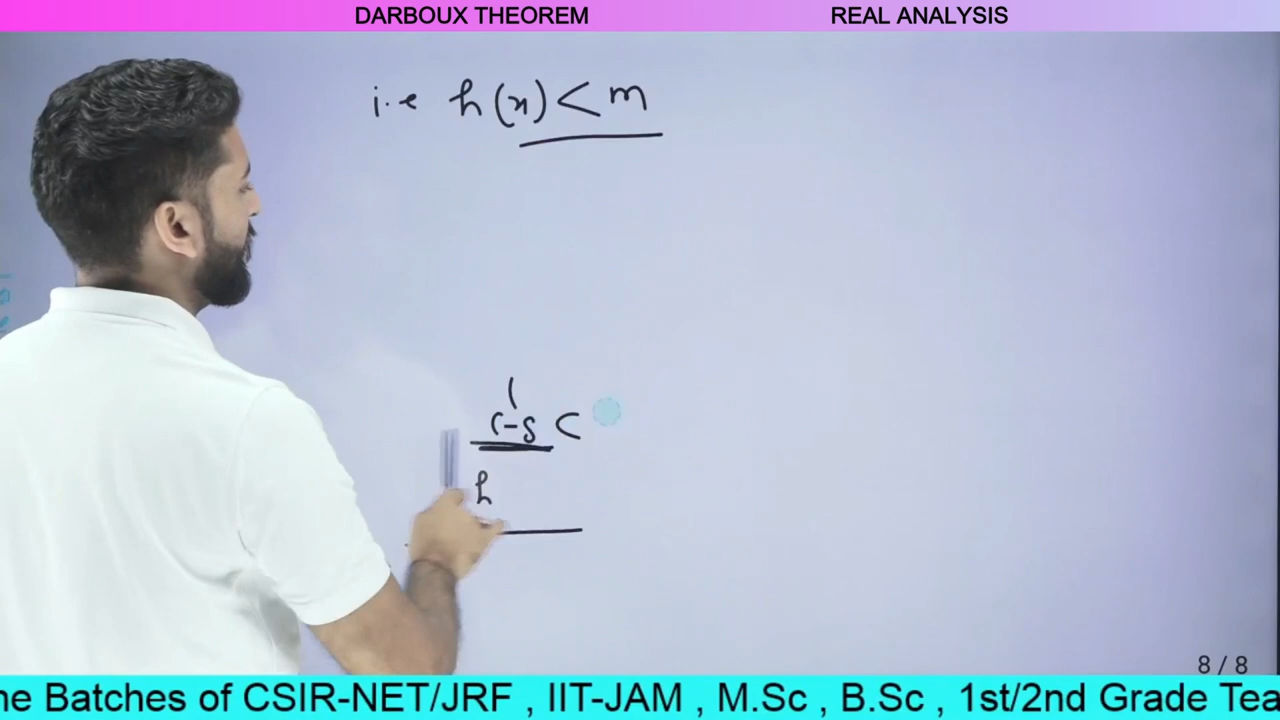 DARBOUX THEOREM REAL ANALYSIS
i.e h(x) < m
c-δ c
h
8 / 8
he Batches of CSIR-NET/JRF , IIT-JAM , M.Sc , B.Sc , 1st/2nd Grade Tea